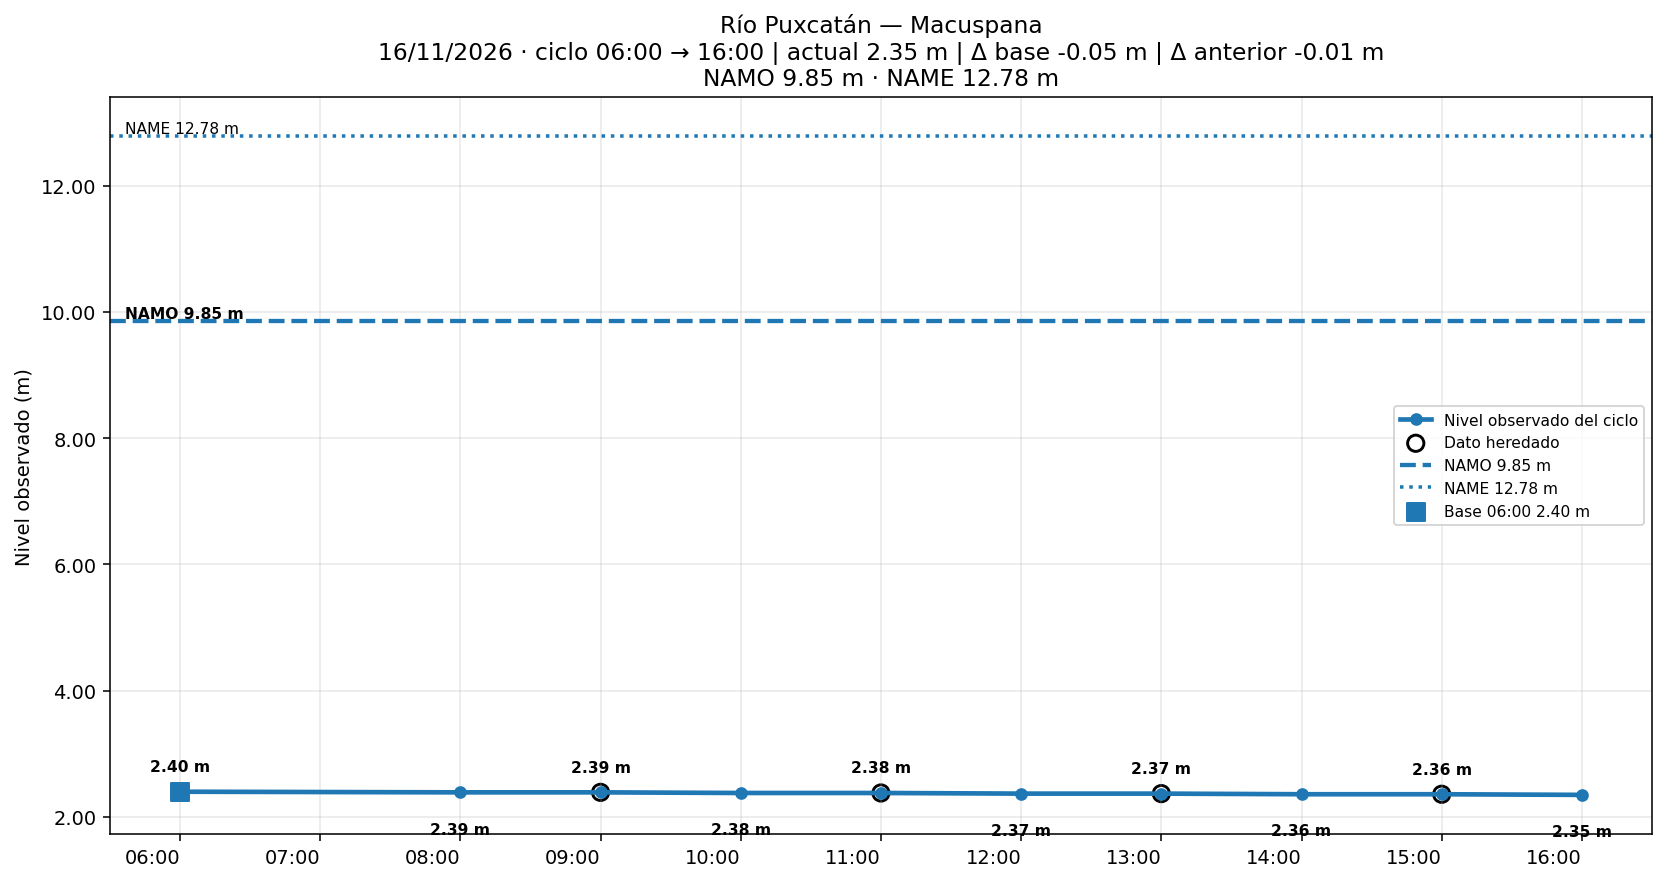 Río Puxcatán — Macuspana
16/11/2026 · ciclo 06:00 → 16:00 | actual 2.35 m | Δ base -0.05 m | Δ anterior -0.01 m
NAMO 9.85 m · NAME 12.78 m
NAME 12.78 m
12.00
NAMO 9.85 m
10.00
Nivel observado (m)
8.00
6.00
4.00
2.00
Nivel observado del ciclo
Dato heredado
NAMO 9.85 m
NAME 12.78 m
Base 06:00 2.40 m
2.40 m
2.39 m
2.38 m
2.37 m
2.36 m
2.39 m
2.38 m
2.37 m
2.36 m
2.35 m
06:00
07:00
08:00
09:00
10:00
11:00
12:00
13:00
14:00
15:00
16:00